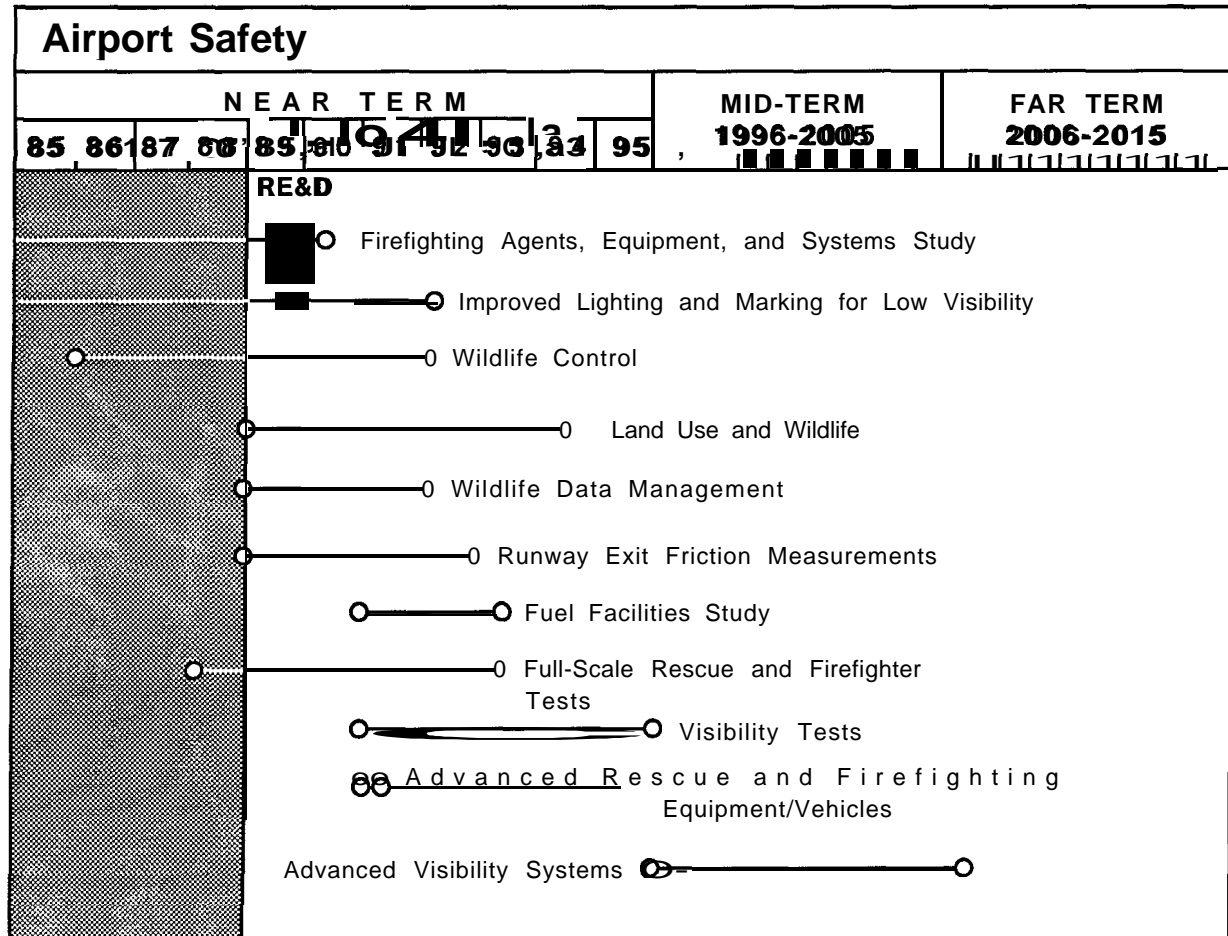 Airport Safety
NEAR TERM
MID-TERM
FAR TERM
1996-2005
2006-2015
85 86 87 95
RE&D
Firefighting Agents, Equipment, and Systems Study
Improved Lighting and Marking for Low Visibility
Wildlife Control
Land Use and Wildlife
Wildlife Data Management
Runway Exit Friction Measurements
Fuel Facilities Study
Full-Scale Rescue and Firefighter
Tests
Visibility Tests
Advanced Rescue and Firefighting
Equipment/Vehicles
Advanced Visibility Systems